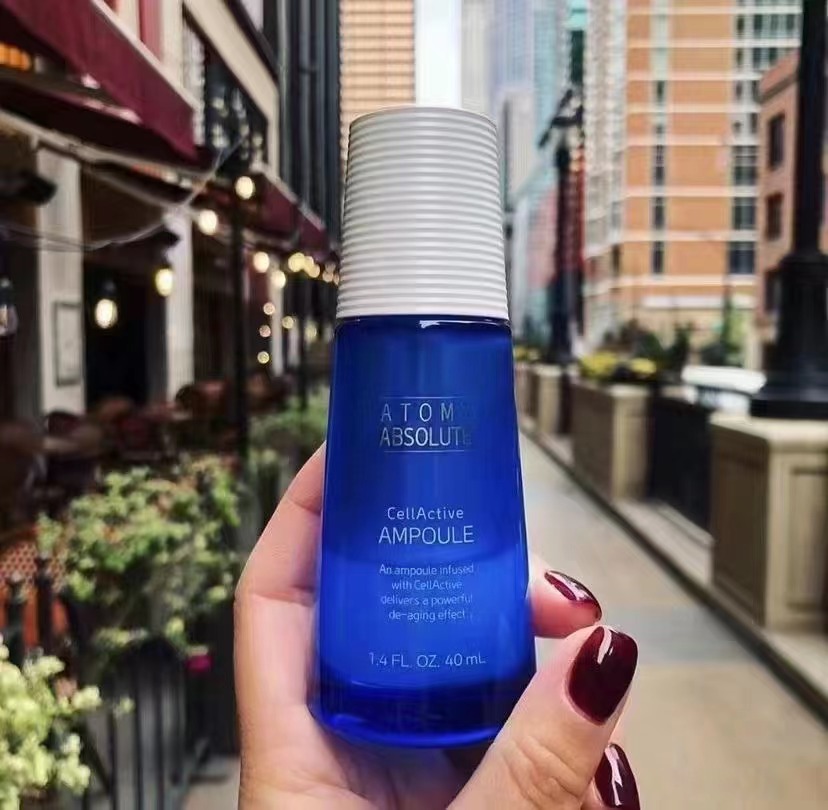 ATOMY
ABSOLUTE
CellActive
AMPOULE
An ampoule infused
with CellActive
delivers a powerful
de-aging effect
1.4 FL. OZ. 40 mL